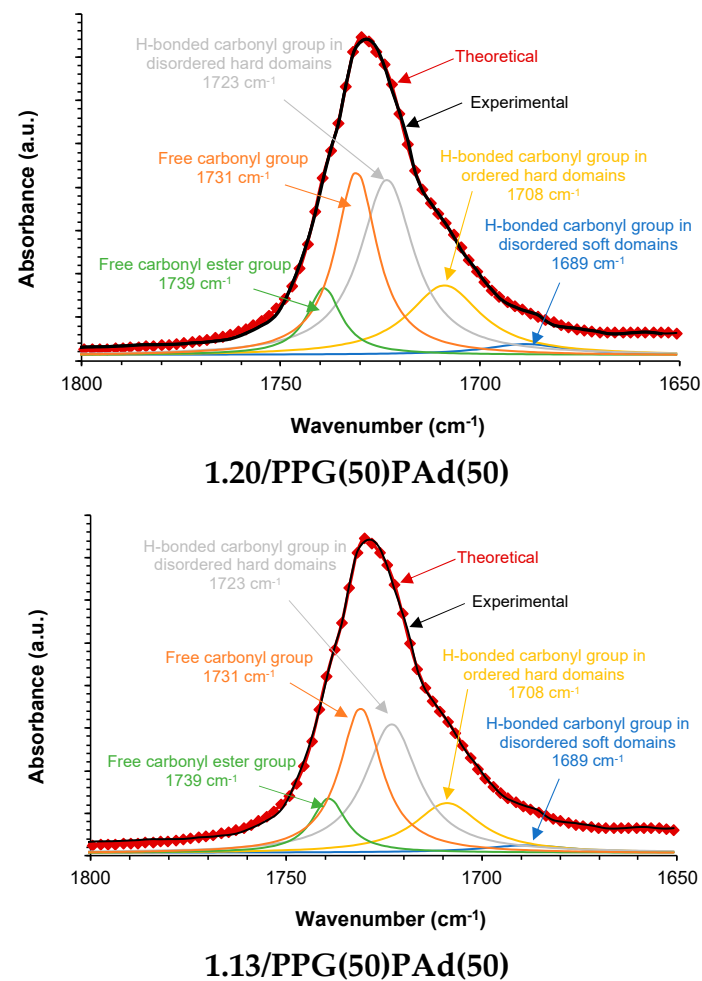 H-bonded carbonyl group in
disordered hard domains
1723 cm-1
Theoretical
Experimental
Free carbonyl group
1731 cm-1
H-bonded carbonyl group in
ordered hard domains
1708 cm-1
H-bonded carbonyl group in
disordered soft domains
1689 cm-1
Free carbonyl ester group
1739 cm-1
Absorbance (a.u.)
1800
1750
1700
1650
Wavenumber (cm-1)
1.20/PPG(50)PAd(50)
H-bonded carbonyl group in
disordered hard domains
1723 cm-1
Theoretical
Experimental
Free carbonyl group
1731 cm-1
H-bonded carbonyl group in
ordered hard domains
1708 cm-1
H-bonded carbonyl group in
disordered soft domains
1689 cm-1
Free carbonyl ester group
1739 cm-1
Absorbance (a.u.)
1800
1750
1700
1650
Wavenumber (cm-1)
1.13/PPG(50)PAd(50)